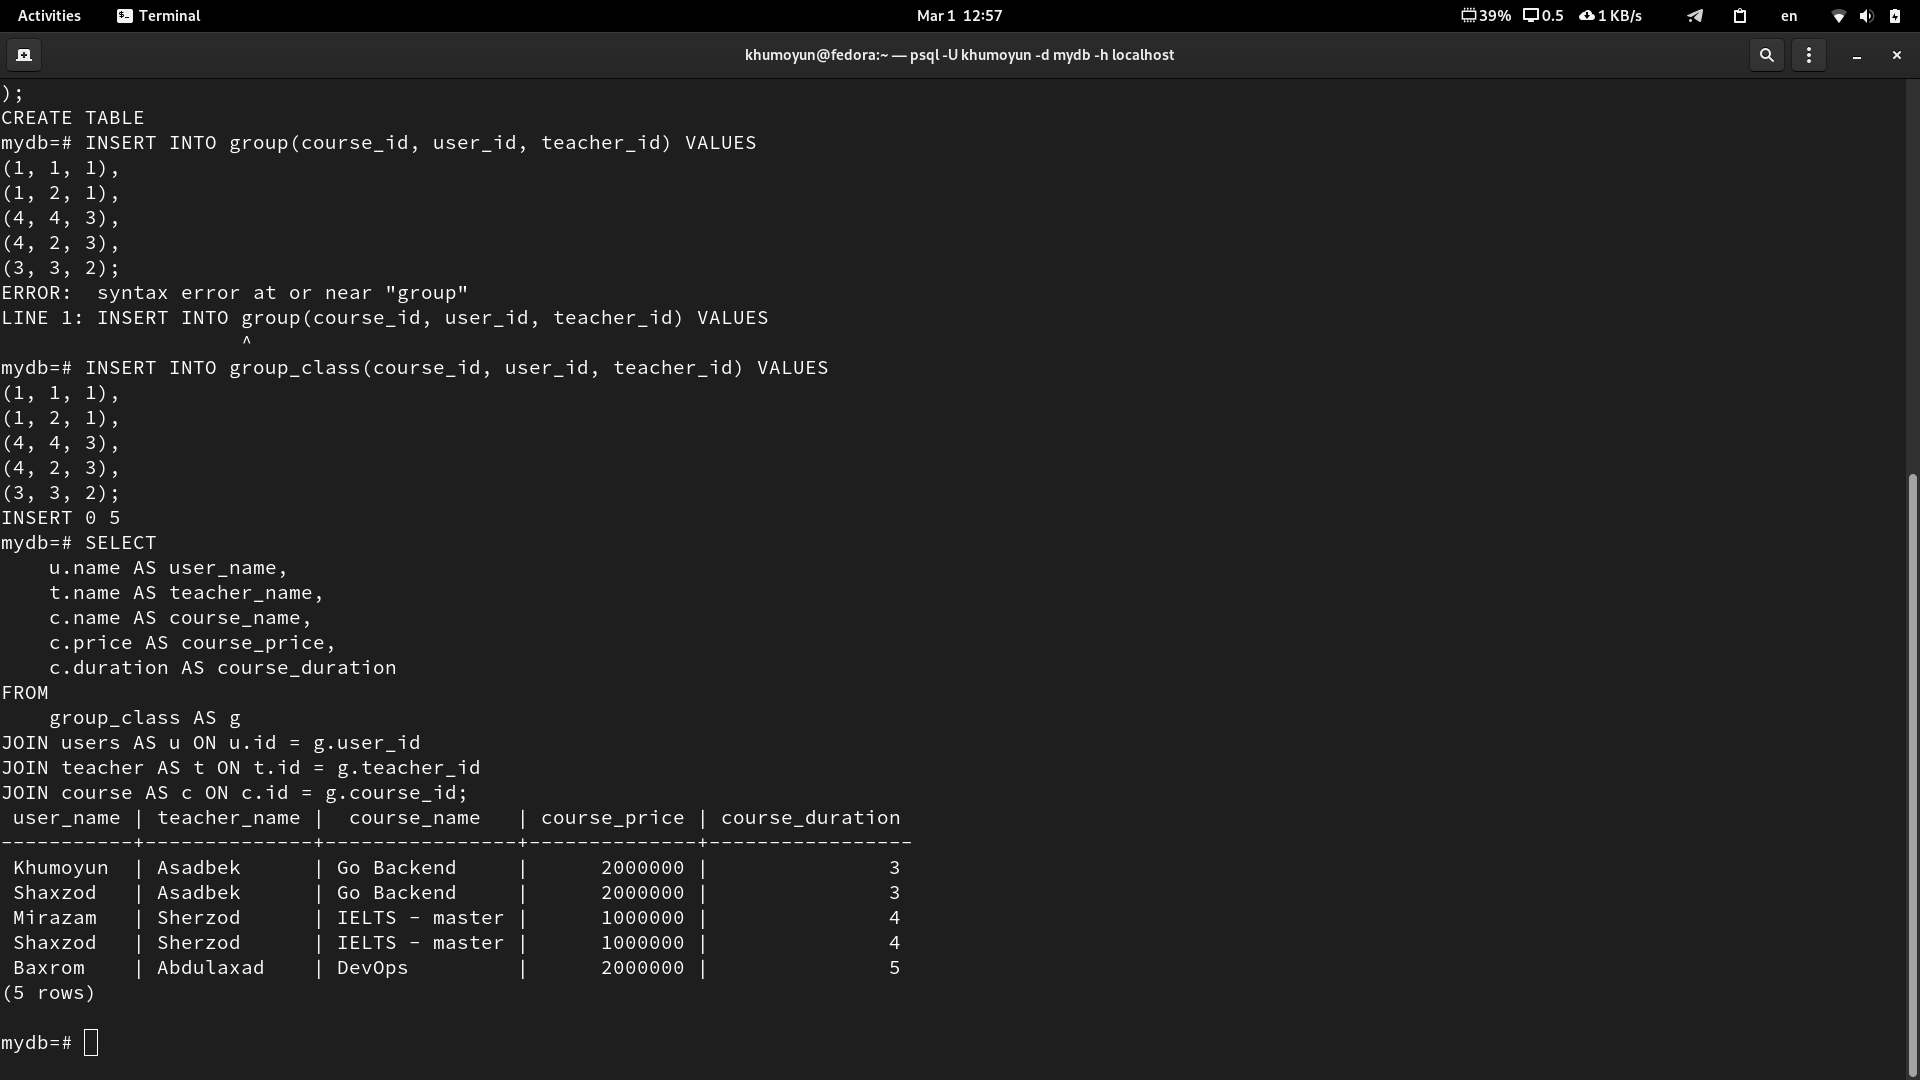 Activities Terminal Mar 1 12:57 39% 0.5 1 KB/s en
khumoyun@fedora:~ — psql -U khumoyun -d mydb -h localhost
);
CREATE TABLE
mydb=# INSERT INTO group(course_id, user_id, teacher_id) VALUES
(1, 1, 1),
(1, 2, 1),
(4, 4, 3),
(4, 2, 3),
(3, 3, 2);
ERROR:  syntax error at or near "group"
LINE 1: INSERT INTO group(course_id, user_id, teacher_id) VALUES
                    ^
mydb=# INSERT INTO group_class(course_id, user_id, teacher_id) VALUES
(1, 1, 1),
(1, 2, 1),
(4, 4, 3),
(4, 2, 3),
(3, 3, 2);
INSERT 0 5
mydb=# SELECT
    u.name AS user_name,
    t.name AS teacher_name,
    c.name AS course_name,
    c.price AS course_price,
    c.duration AS course_duration
FROM
    group_class AS g
JOIN users AS u ON u.id = g.user_id
JOIN teacher AS t ON t.id = g.teacher_id
JOIN course AS c ON c.id = g.course_id;
 user_name | teacher_name |  course_name   | course_price | course_duration
-----------+--------------+----------------+--------------+-----------------
 Khumoyun  | Asadbek      | Go Backend     |      2000000 |               3
 Shaxzod   | Asadbek      | Go Backend     |      2000000 |               3
 Mirazam   | Sherzod      | IELTS - master |      1000000 |               4
 Shaxzod   | Sherzod      | IELTS - master |      1000000 |               4
 Baxrom    | Abdulaxad    | DevOps         |      2000000 |               5
(5 rows)

mydb=#